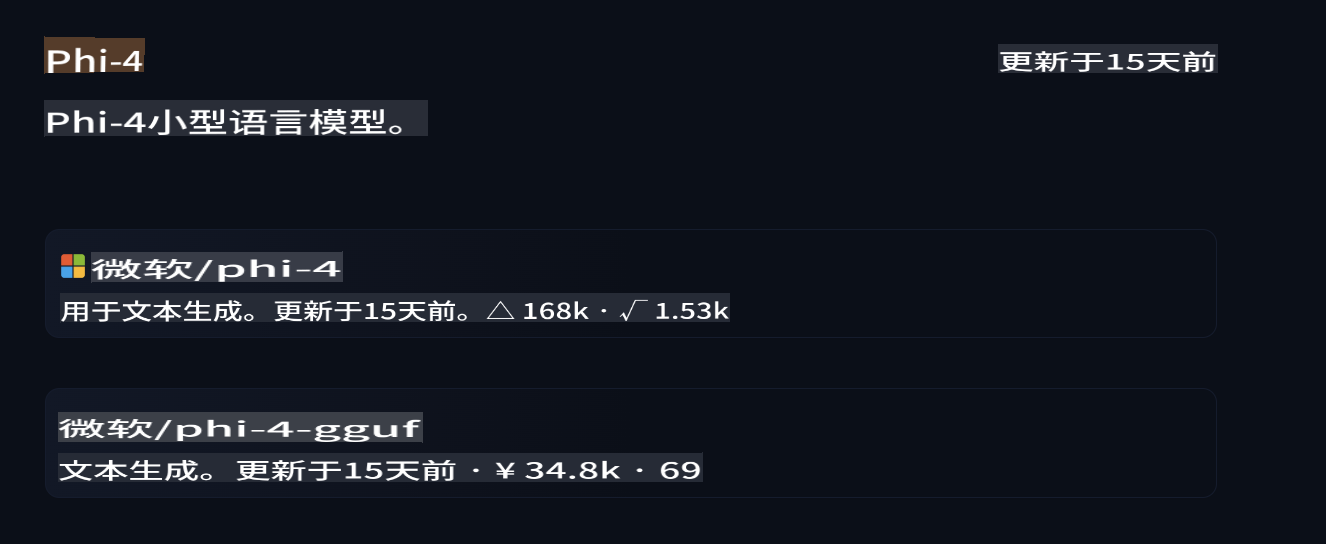 Phi-4
更新于15天前
Phi-4小型语言模型。
微软/phi-4
用于文本生成。更新于15天前。△ 168k · √ 1.53k
微软/phi-4-gguf
文本生成。 更新于15天前 · ¥ 34.8k · 69